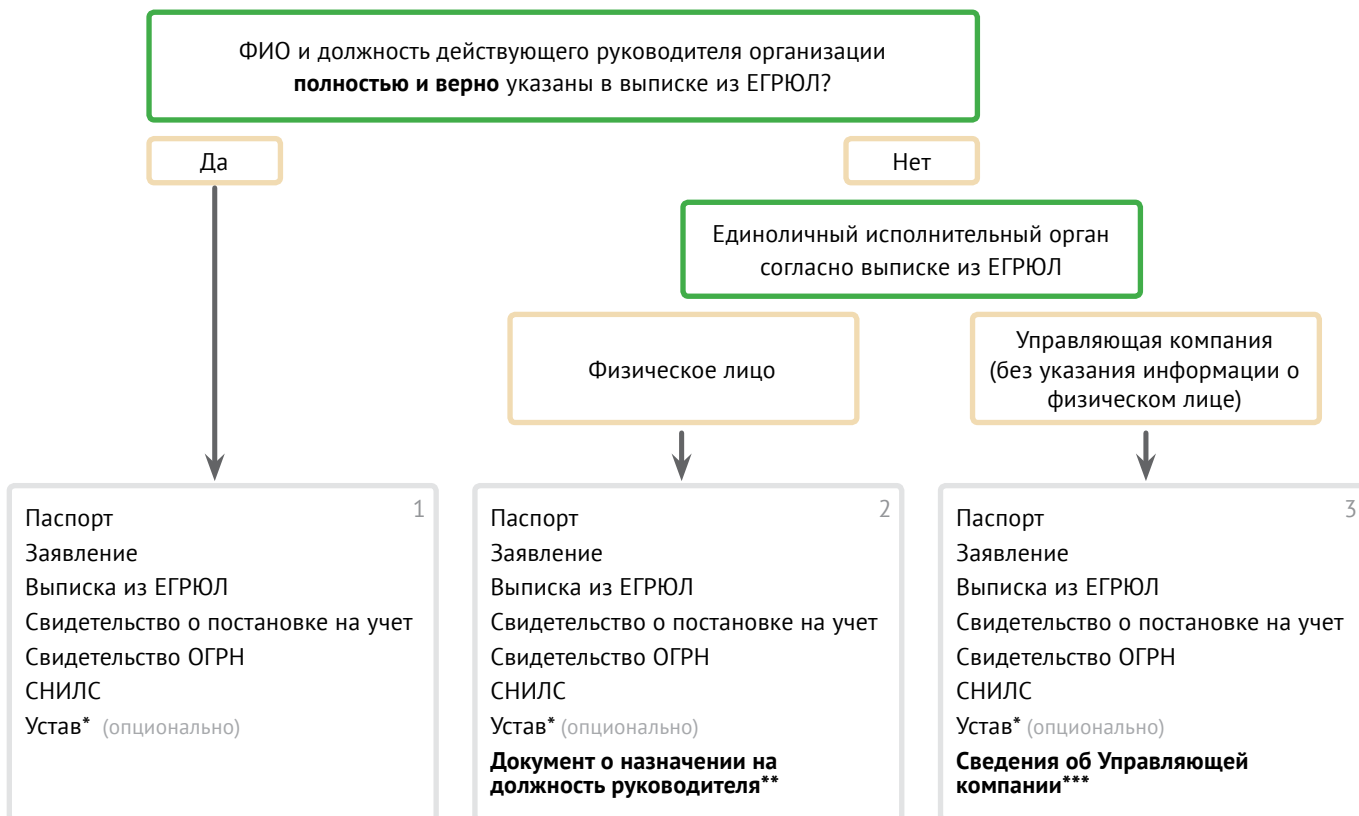 ФИО и должность действующего руководителя организации
полностью и верно указаны в выписке из ЕГРЮЛ?
Да
Нет
Единоличный исполнительный орган
согласно выписке из ЕГРЮЛ
Физическое лицо
Управляющая компания
(без указания информации о
физическом лице)
1
Паспорт
Заявление
Выписка из ЕГРЮЛ
Свидетельство о постановке на учет
Свидетельство ОГРН
СНИЛС
Устав* (опционально)
2
Паспорт
Заявление
Выписка из ЕГРЮЛ
Свидетельство о постановке на учет
Свидетельство ОГРН
СНИЛС
Устав* (опционально)
Документ о назначении на
должность руководителя**
3
Паспорт
Заявление
Выписка из ЕГРЮЛ
Свидетельство о постановке на учет
Свидетельство ОГРН
СНИЛС
Устав* (опционально)
Сведения об Управляющей
компании***